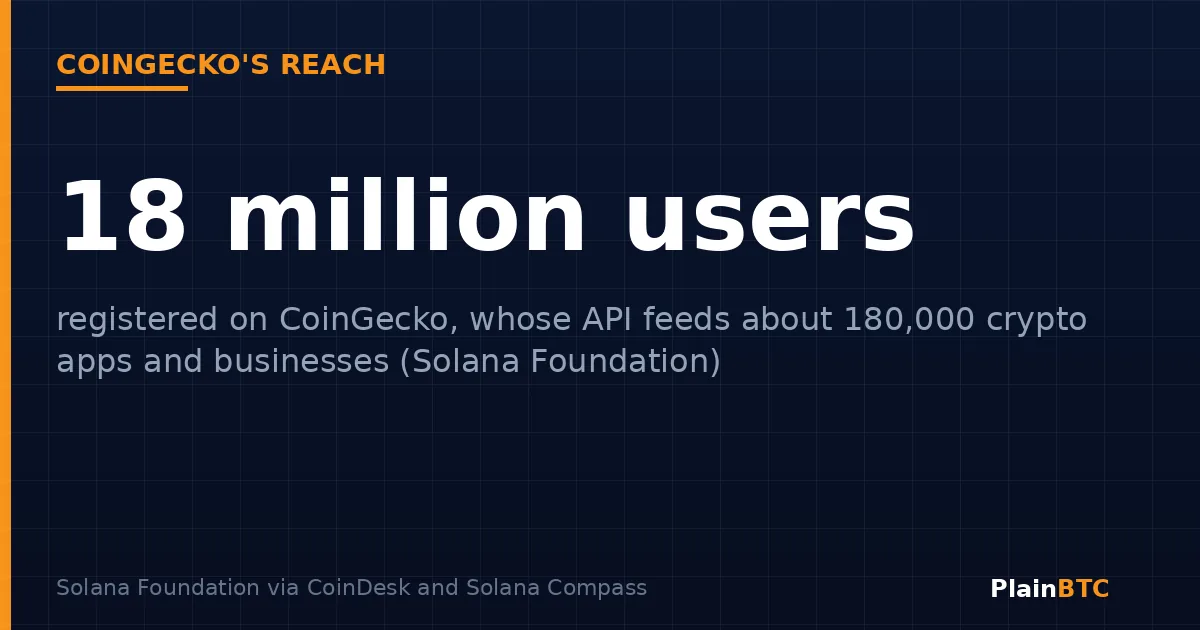 COINGECKO'S REACH
18 million users
registered on CoinGecko, whose API feeds about 180,000 crypto
apps and businesses (Solana Foundation)
Solana Foundation via CoinDesk and Solana Compass
PlainBTC